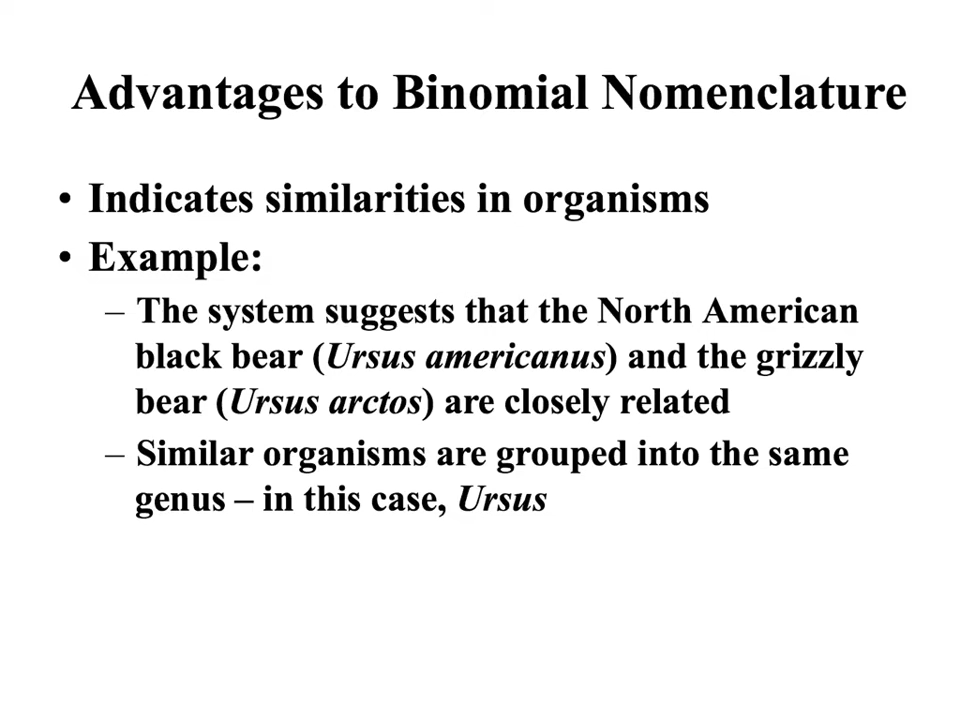 Advantages to Binomial Nomenclature
• Indicates similarities in organisms
• Example:
– The system suggests that the North American
black bear (Ursus americanus) and the grizzly
bear (Ursus arctos) are closely related
– Similar organisms are grouped into the same
genus – in this case, Ursus